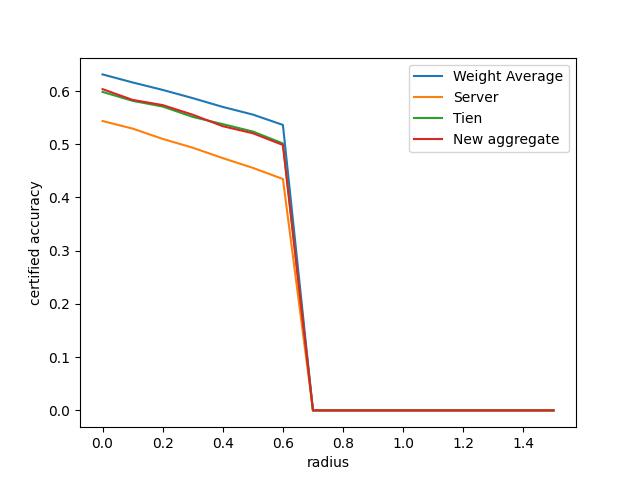 Weight Average
Server
Tien
New aggregate
certified accuracy
0.6
0.5
0.4
0.3
0.2
0.1
0.0
0.0 0.2 0.4 0.6 0.8 1.0 1.2 1.4
radius